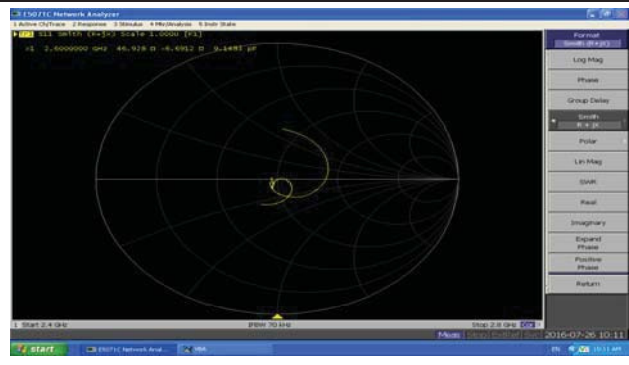 E5071C Network Analyzer
1 Active Ch/Trace 2 Response 3 Stimulus 4 Mkr/Analysis 5 Instr State
Tr1 S11 Smith (R+jX) Scale 1.000U [F1]
>1 2.6000000 GHz 46.928 Ω -6.6912 Ω 9.1483 pF
Format
Smith (R+jX)
Log Mag
Phase
Group Delay
Smith
R + jX
Polar
Lin Mag
SWR
Real
Imaginary
Expand
Phase
Positive
Phase
Return
1 Start 2.4 GHz IFBW 70 kHz Stop 2.8 GHz Cor
Meas 2016-07-26 10:11
start E5071C Network Anal... VBA EN 10:11 AM